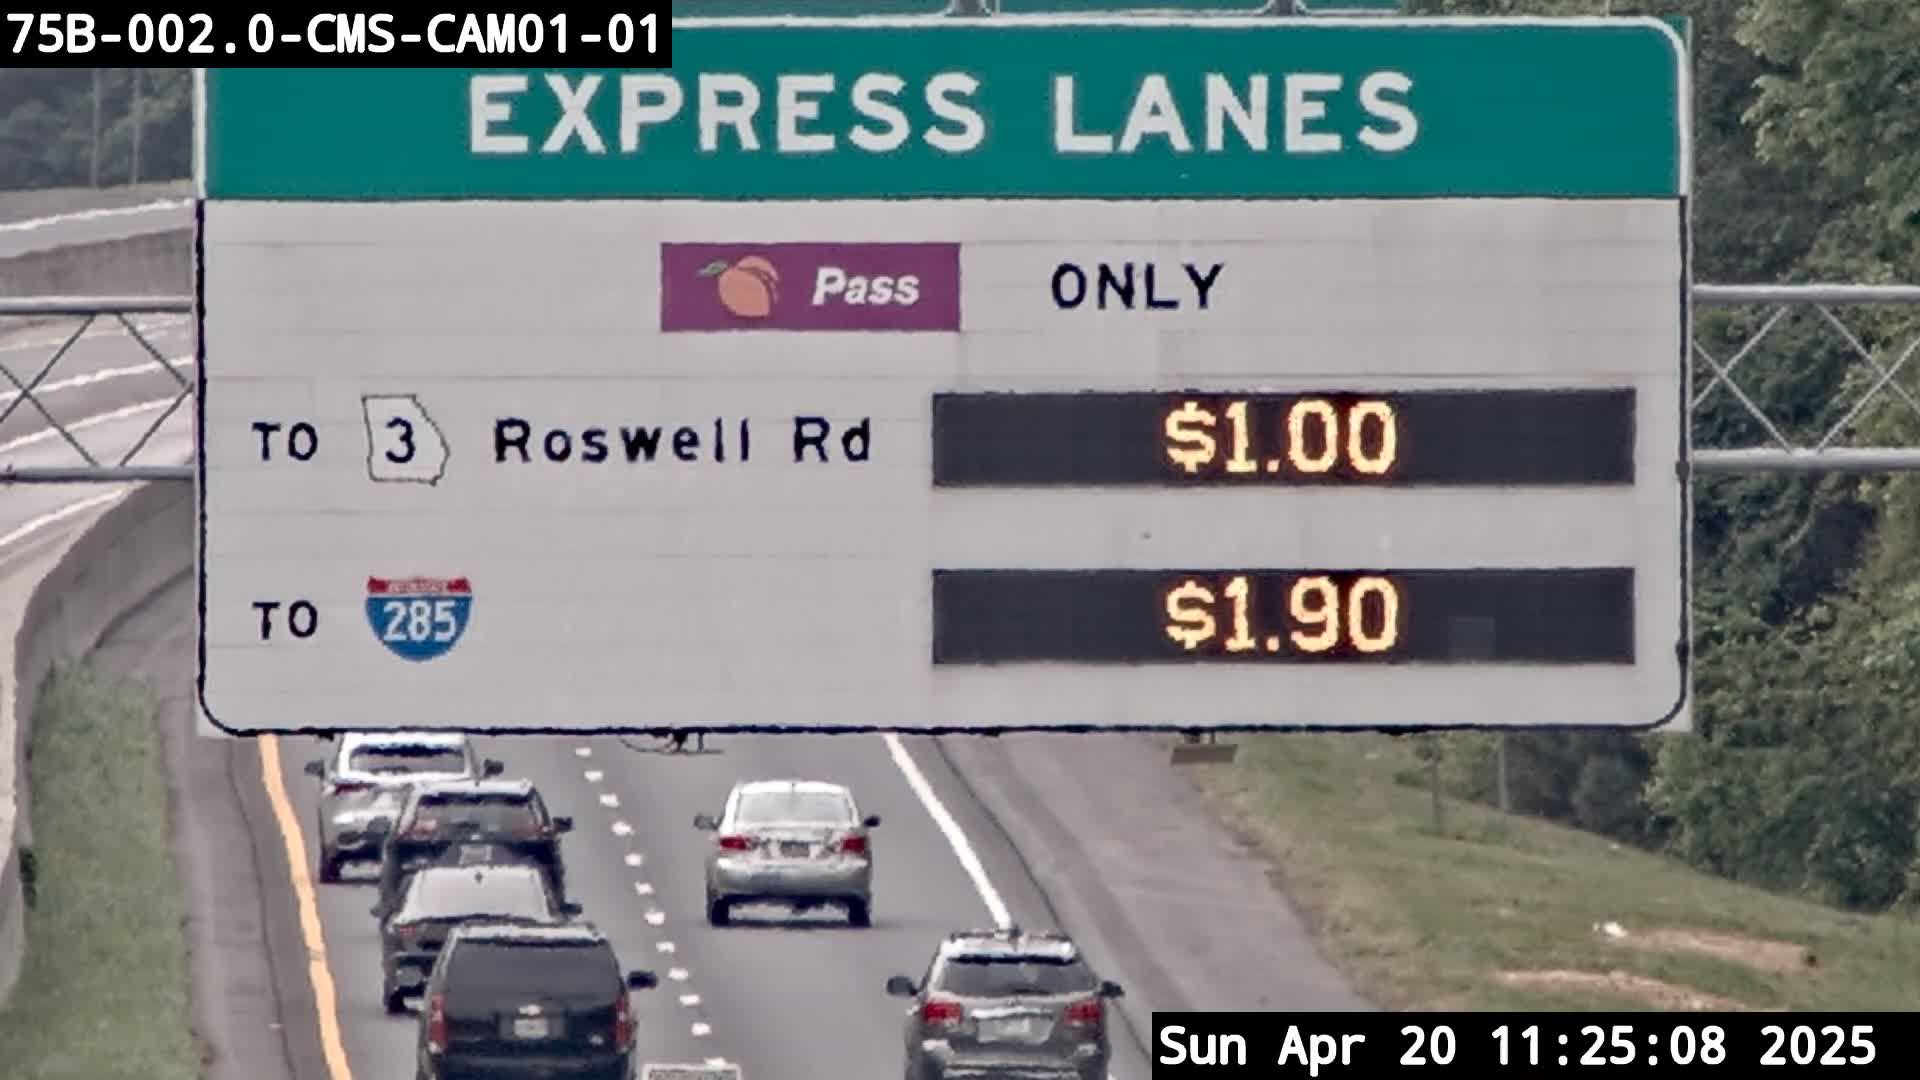 75B-002.0-CMS-CAM01-01
EXPRESS LANES
Pass ONLY
TO 3 Roswell Rd $1.00
TO 285 $1.90
Sun Apr 20 11:25:08 2025